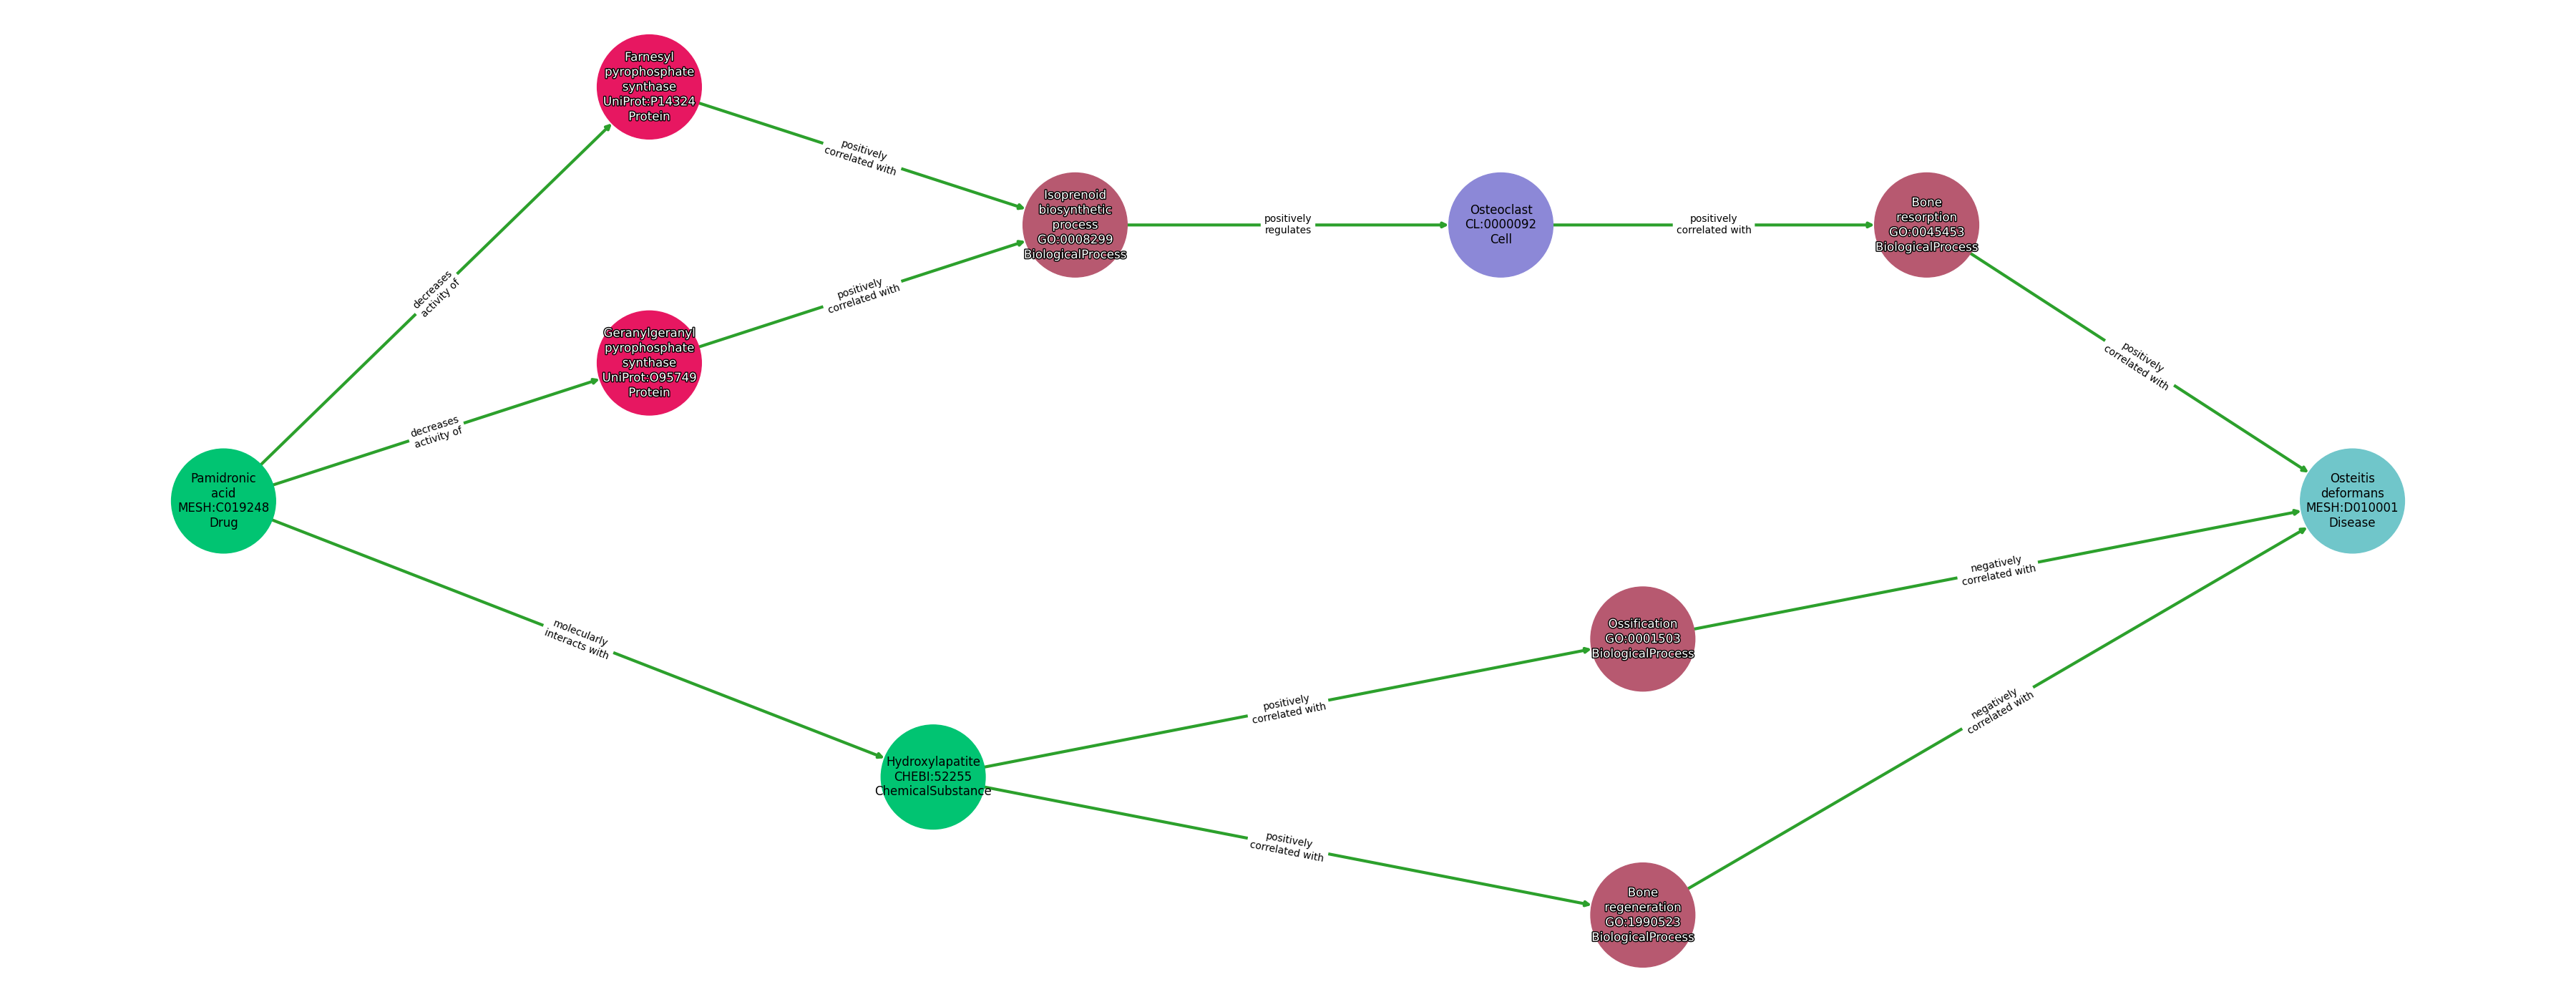 Farnesyl
pyrophosphate
synthase
UniProt:P14324
Protein
positively
correlated with
Isoprenoid
biosynthetic
process
GO:0008299
BiologicalProcess
positively
regulates
Osteoclast
CL:0000092
Cell
positively
correlated with
Bone
resorption
GO:0045453
BiologicalProcess
decreases
activity of
positively
correlated with
Geranylgeranyl
pyrophosphate
synthase
UniProt:O95749
Protein
positively
correlated with
decreases
activity of
Pamidronic
acid
MESH:C019248
Drug
Osteitis
deformans
MESH:D010001
Disease
molecularly
interacts with
negatively
correlated with
Ossification
GO:0001503
BiologicalProcess
positively
correlated with
negatively
correlated with
Hydroxylapatite
CHEBI:52255
ChemicalSubstance
positively
correlated with
Bone
regeneration
GO:1990523
BiologicalProcess